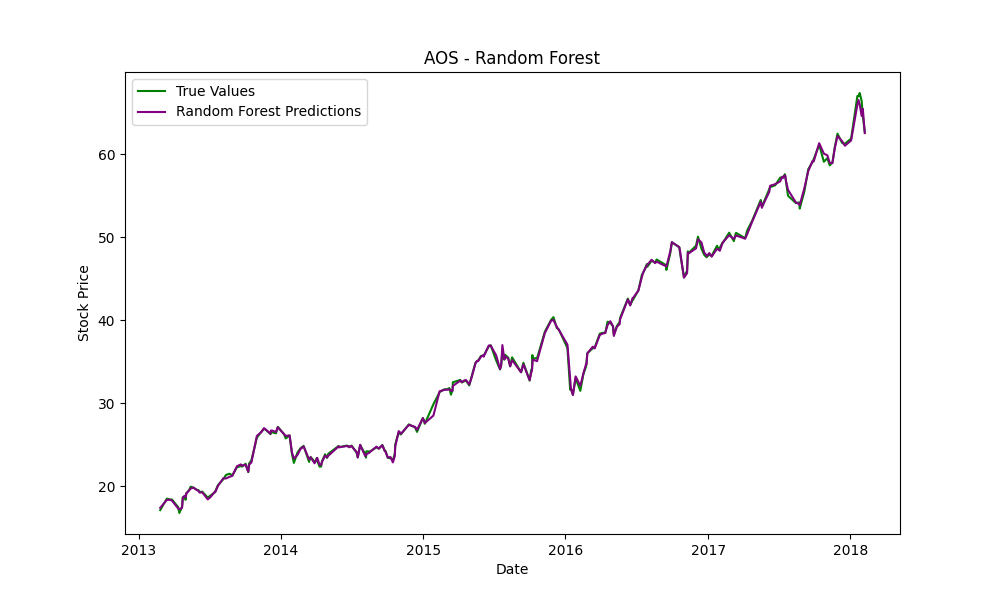 AOS - Random Forest
True Values
Random Forest Predictions
Stock Price
60
50
40
30
20
2013 2014 2015 2016 2017 2018
Date